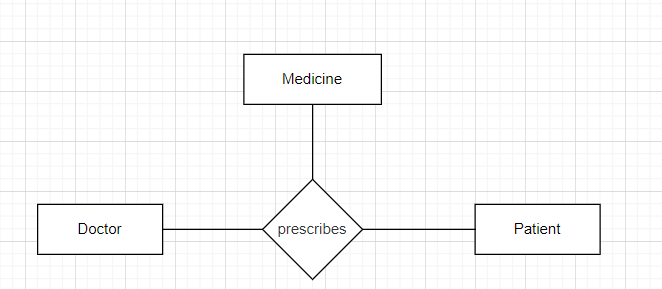 Medicine
Doctor
prescribes
Patient